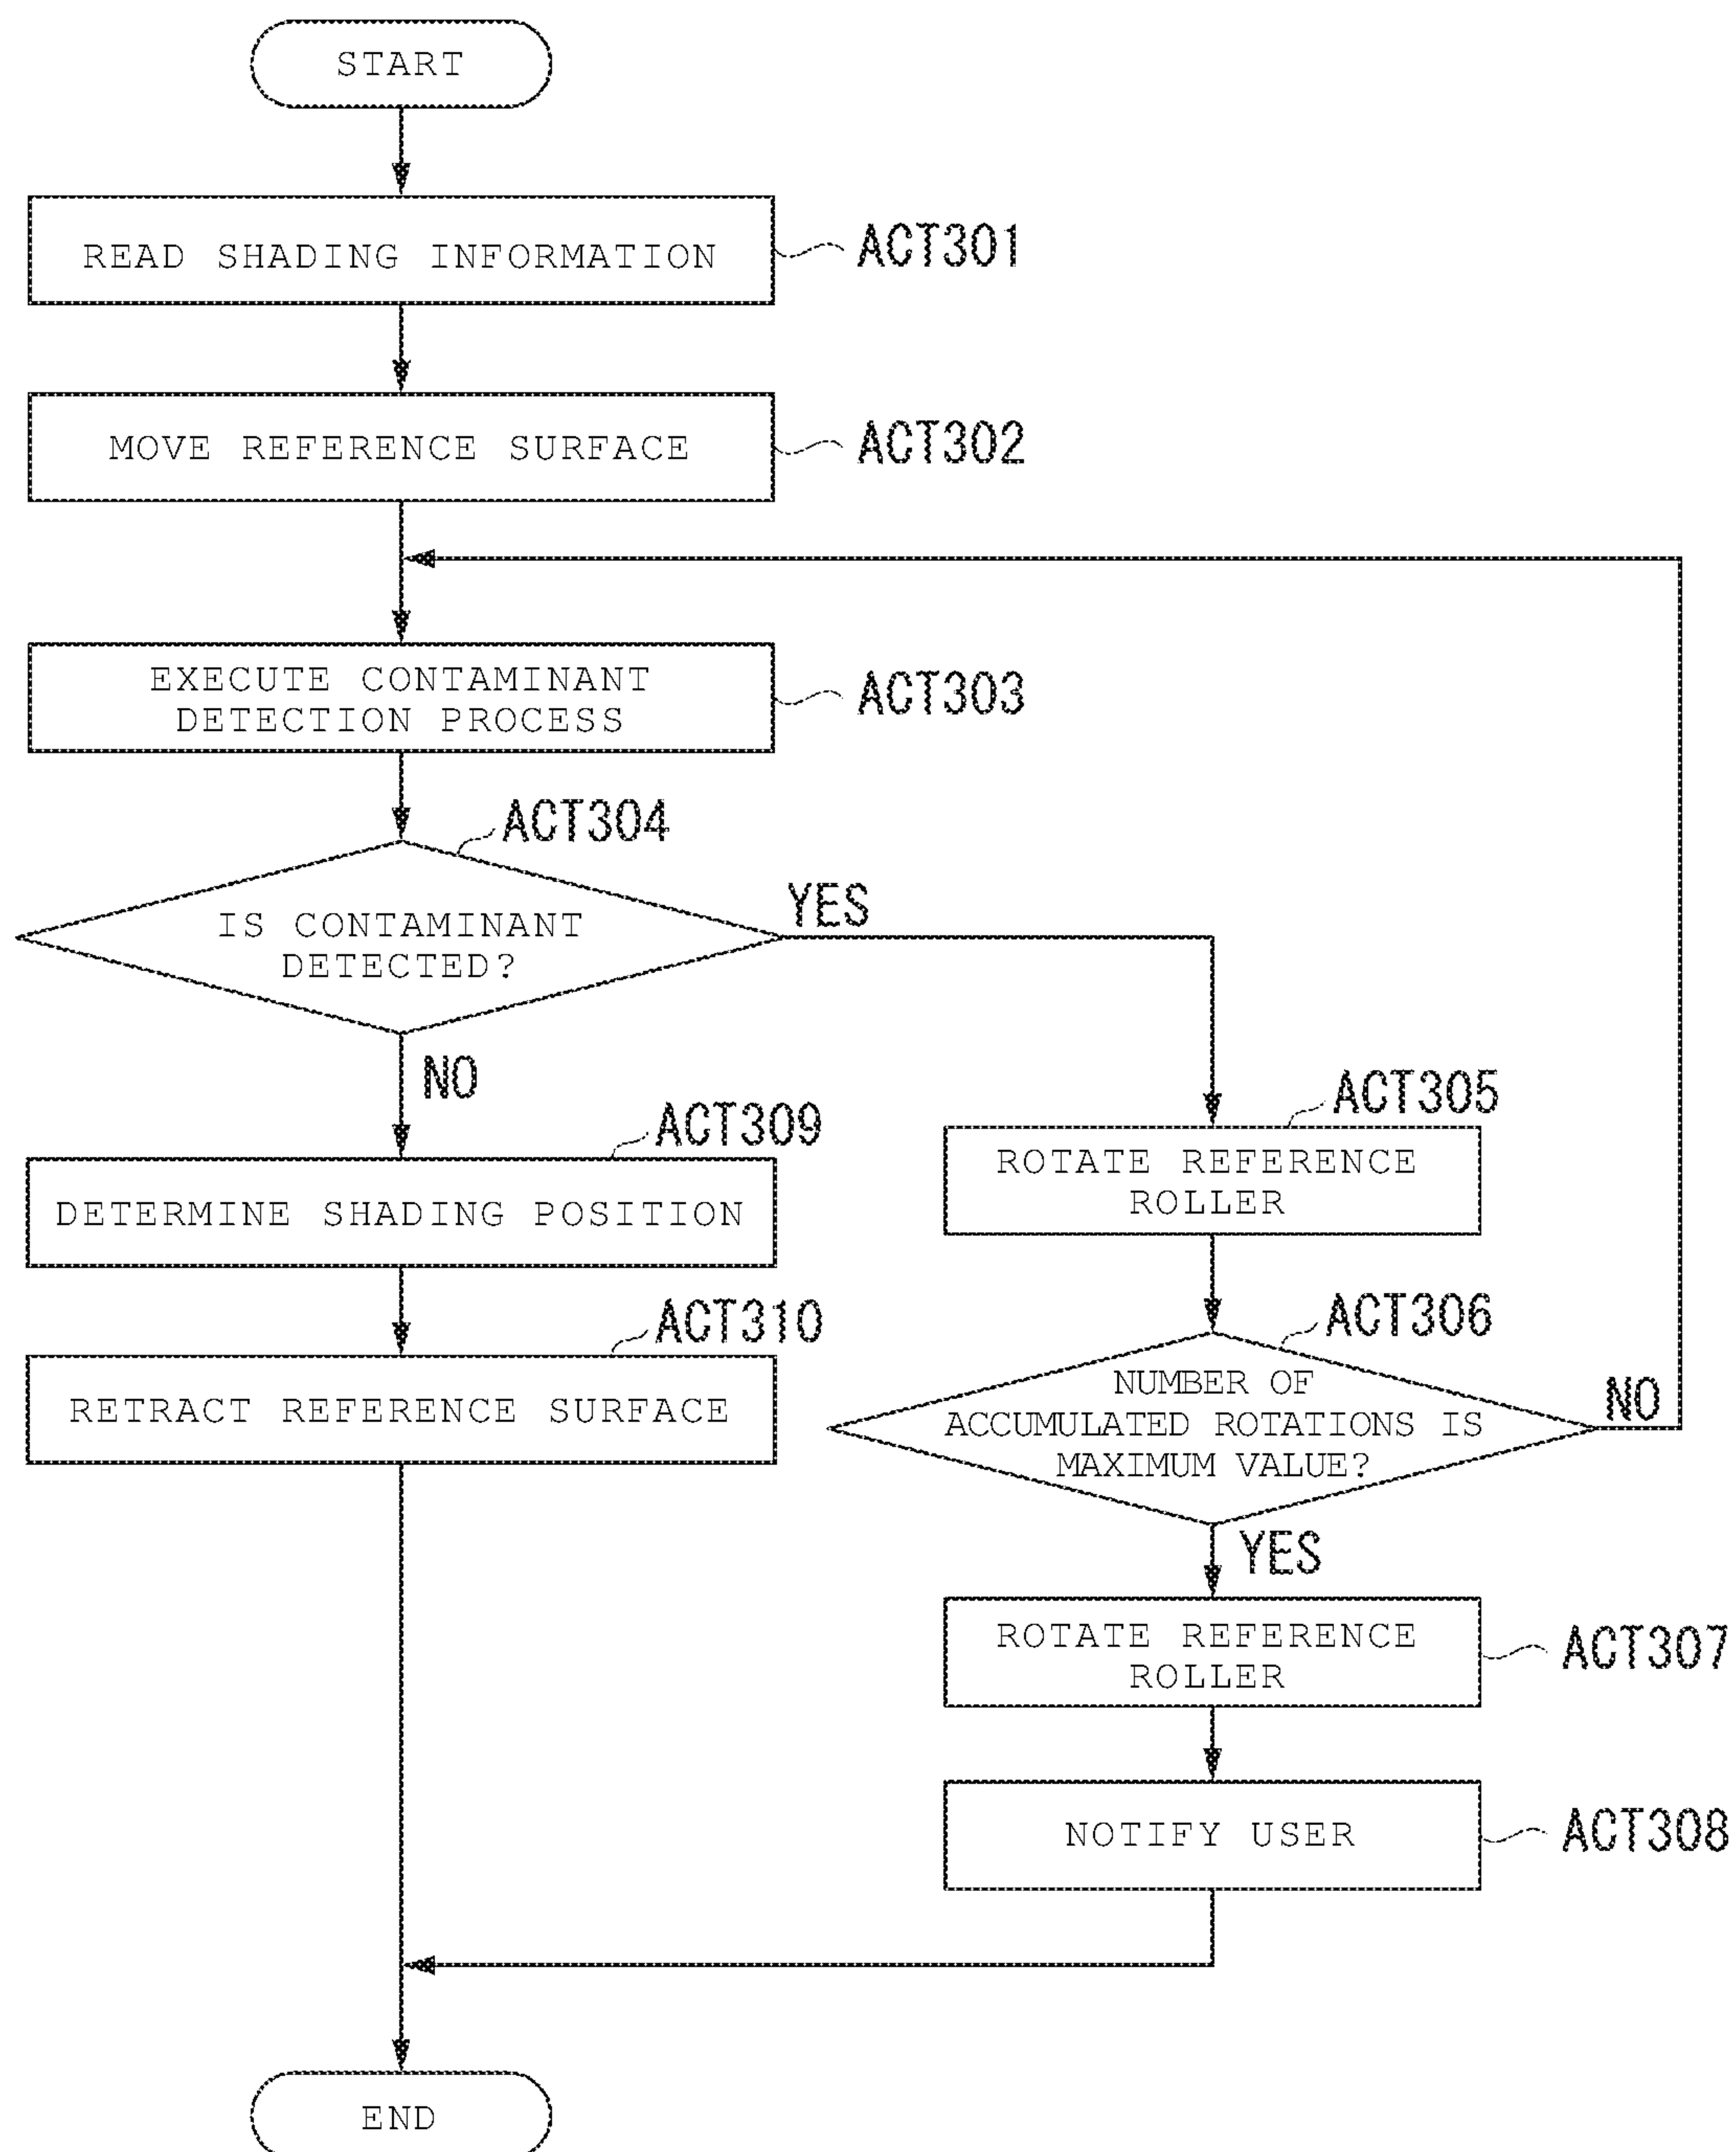 START
READ SHADING INFORMATION
ACT301
MOVE REFERENCE SURFACE
ACT302
EXECUTE CONTAMINANT
DETECTION PROCESS
ACT303
ACT304
IS CONTAMINANT
DETECTED?
YES
NO
ACT305
ROTATE REFERENCE
ROLLER
ACT306
NUMBER OF
ACCUMULATED ROTATIONS IS
MAXIMUM VALUE?
NO
YES
ROTATE REFERENCE
ROLLER
ACT307
NOTIFY USER
ACT308
ACT309
DETERMINE SHADING POSITION
ACT310
RETRACT REFERENCE SURFACE
END